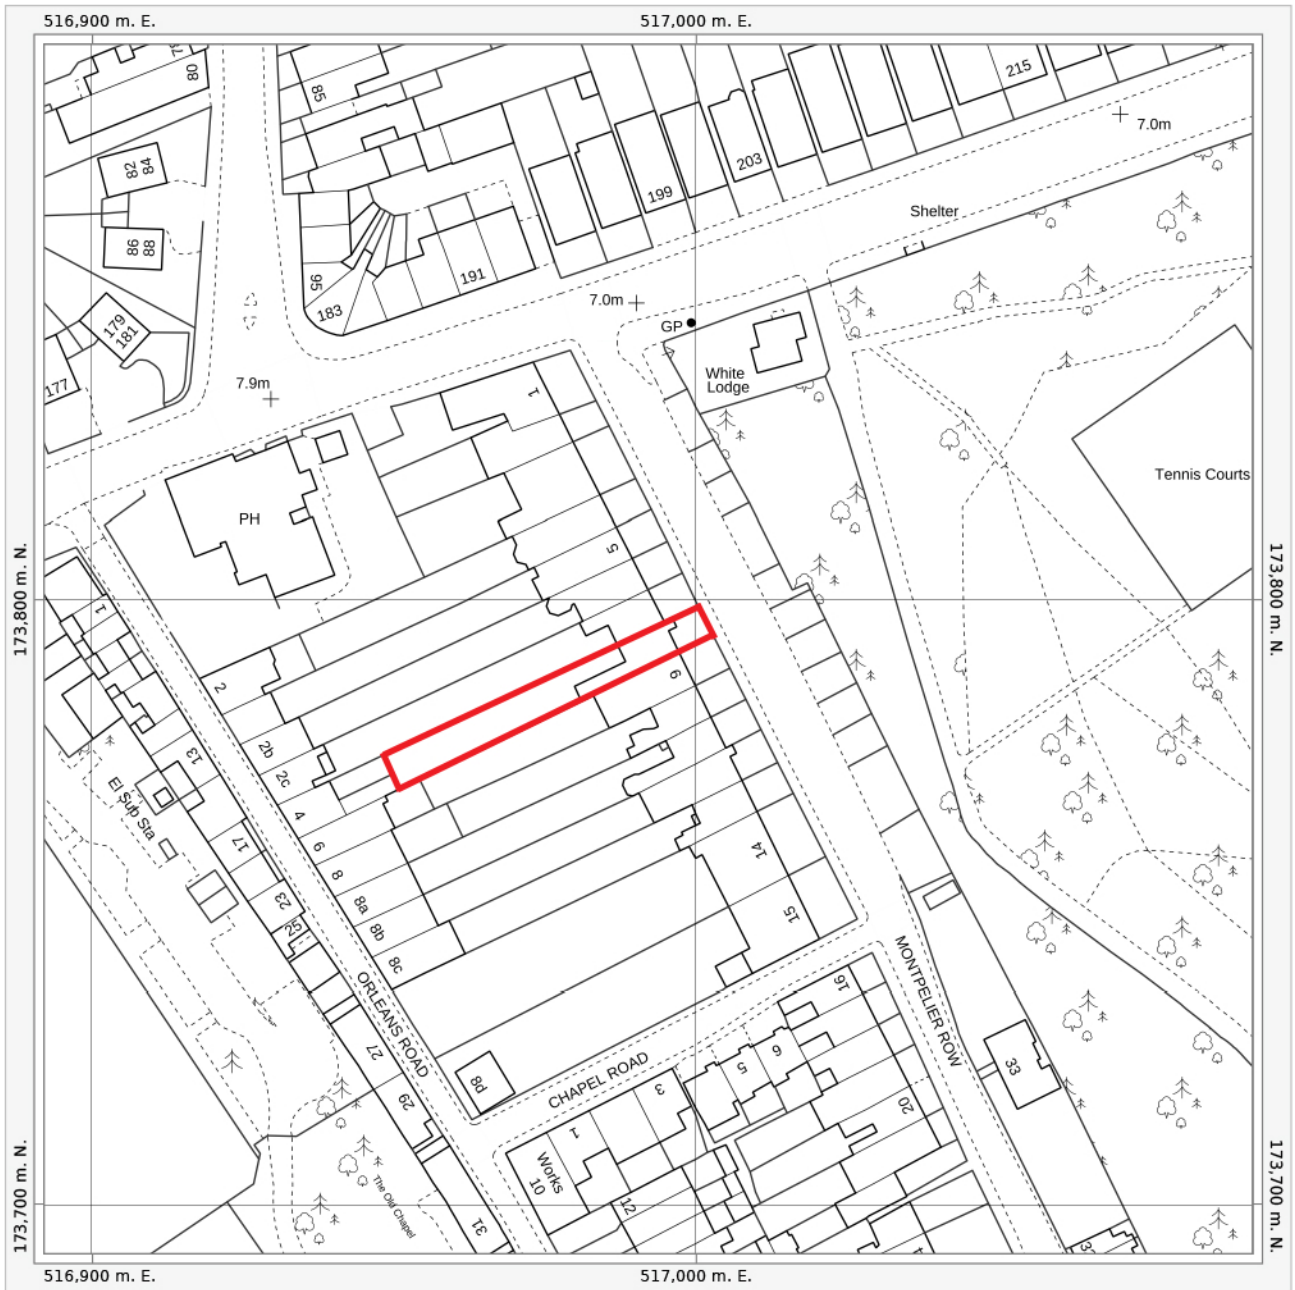 516,900 m. E.
517,000 m. E.
80
85
215
7.0m
82
84
203
199
Shelter
86
88
95
191
183
7.0m
GP
179
181
White
Lodge
177
7.9m
1
Tennis Courts
PH
5
173,800 m. N.
173,800 m. N.
1
2
9
2b
13
2c
El Sub Sta
4
17
6
14
8
23
8a
15
25
8b
8c
ORLEANS ROAD
MONTPELIER ROW
16
27
CHAPEL ROAD
6
5
33
8d
3
29
20
1
Works
10
12
The Old Chapel
31
173,700 m. N.
173,700 m. N.
516,900 m. E.
517,000 m. E.